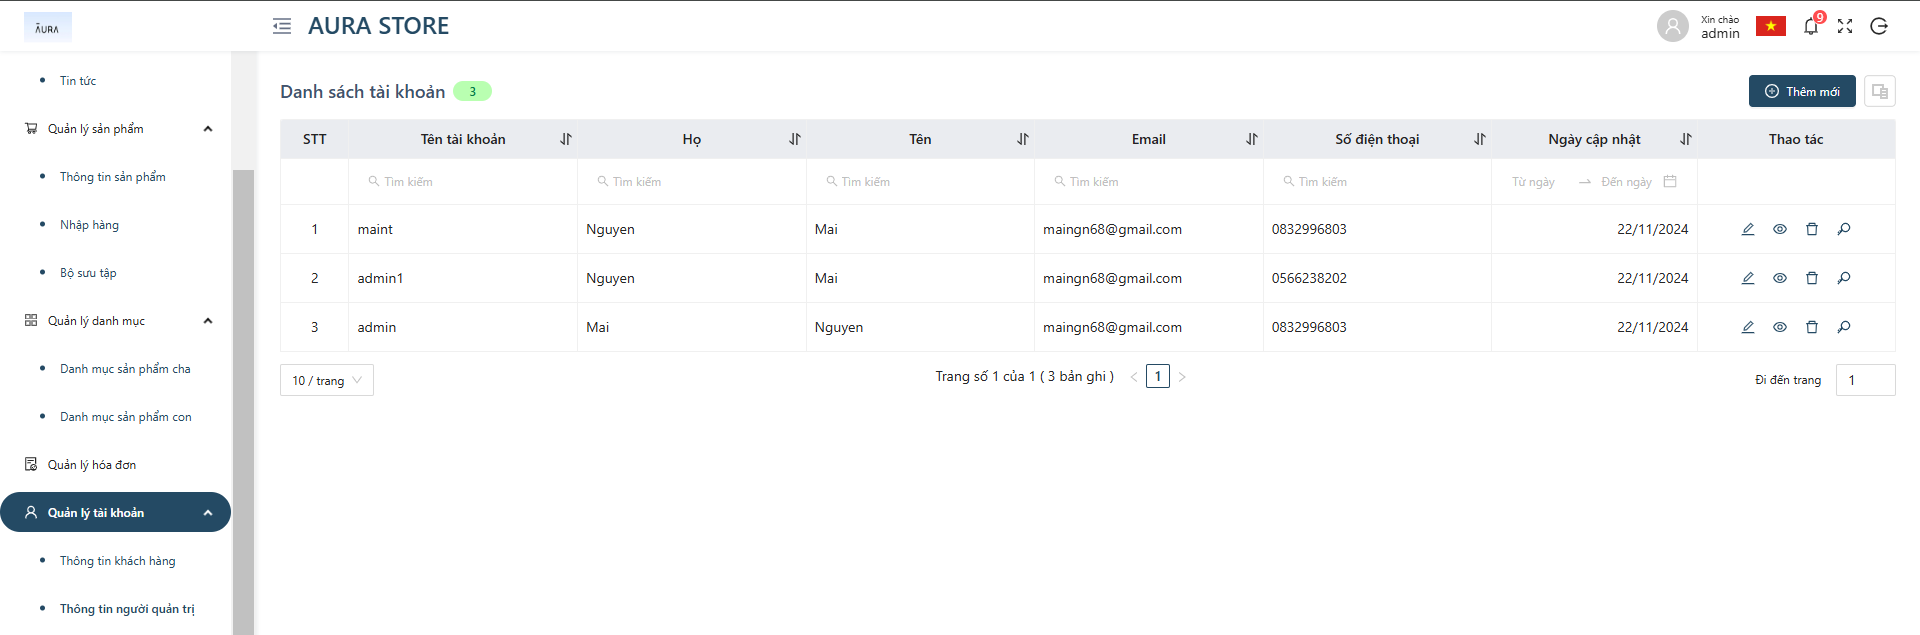 ĀURA
AURA STORE
Xin chào
admin
9
Tin tức
Quản lý sản phẩm
Thông tin sản phẩm
Nhập hàng
Bộ sưu tập
Quản lý danh mục
Danh mục sản phẩm cha
Danh mục sản phẩm con
Quản lý hóa đơn
Quản lý tài khoản
Thông tin khách hàng
Thông tin người quản trị
Danh sách tài khoản 3
Thêm mới
STT Tên tài khoản Họ Tên Email Số điện thoại Ngày cập nhật Thao tác
Tìm kiếm Tìm kiếm Tìm kiếm Tìm kiếm Tìm kiếm Từ ngày Đến ngày
1 maint Nguyen Mai maingn68@gmail.com 0832996803 22/11/2024
2 admin1 Nguyen Mai maingn68@gmail.com 0566238202 22/11/2024
3 admin Mai Nguyen maingn68@gmail.com 0832996803 22/11/2024
10 / trang Trang số 1 của 1 ( 3 bản ghi ) < 1 > Đi đến trang 1